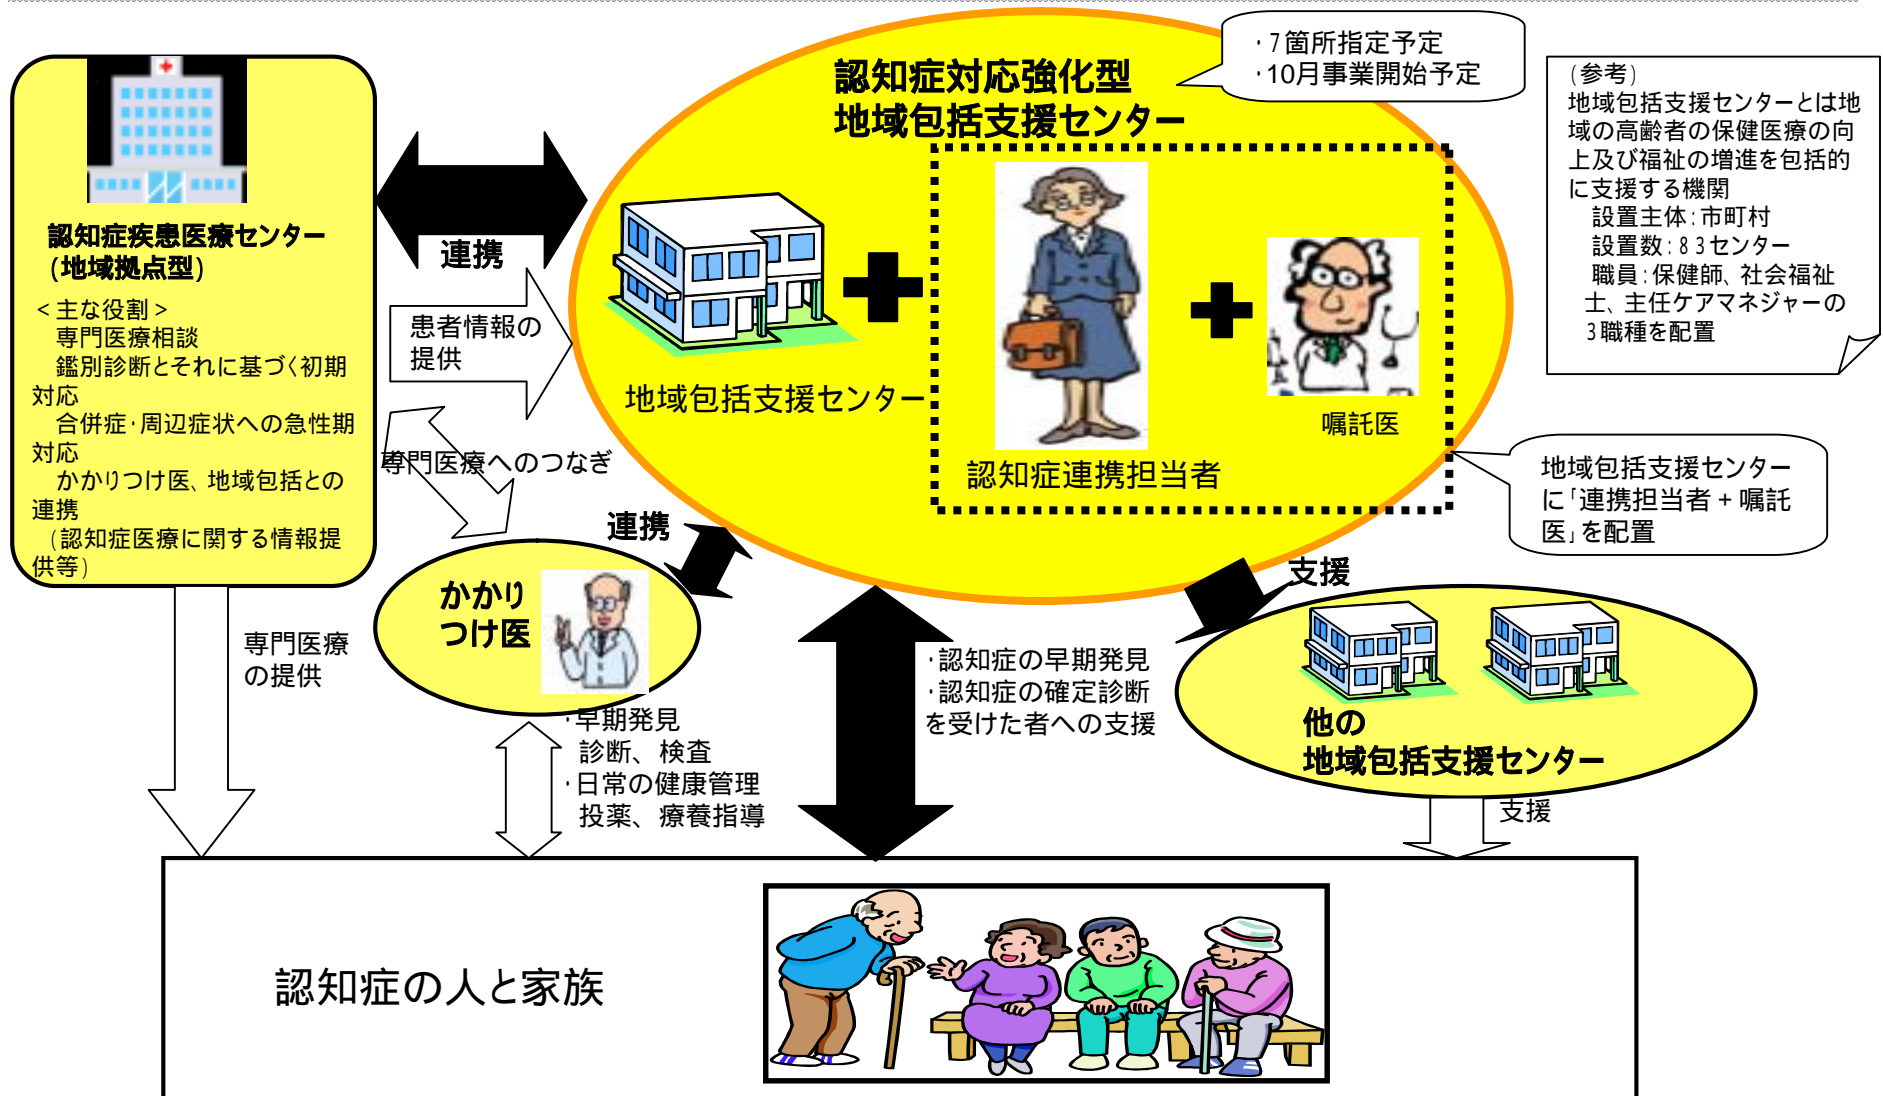 認知症対応強化型
地域包括支援センター
・7箇所指定予定
・10月事業開始予定
(参考)
地域包括支援センターとは地
域の高齢者の保健医療の向
上及び福祉の増進を包括的
に支援する機関
設置主体:市町村
設置数:83センター
職員:保健師、社会福祉
士、主任ケアマネジャーの
3職種を配置
認知症疾患医療センター
(地域拠点型)
<主な役割>
専門医療相談
鑑別診断とそれに基づく初期
対応
合併症・周辺症状への急性期
対応
かかりつけ医、地域包括との
連携
(認知症医療に関する情報提
供等)
連携
患者情報の
提供
専門医療へのつなぎ
地域包括支援センター
認知症連携担当者
嘱託医
地域包括支援センター
に「連携担当者+嘱託
医」を配置
連携
かかり
つけ医
支援
専門医療
の提供
・早期発見
診断、検査
・日常の健康管理
投薬、療養指導
・認知症の早期発見
・認知症の確定診断
を受けた者への支援
他の
地域包括支援センター
支援
認知症の人と家族